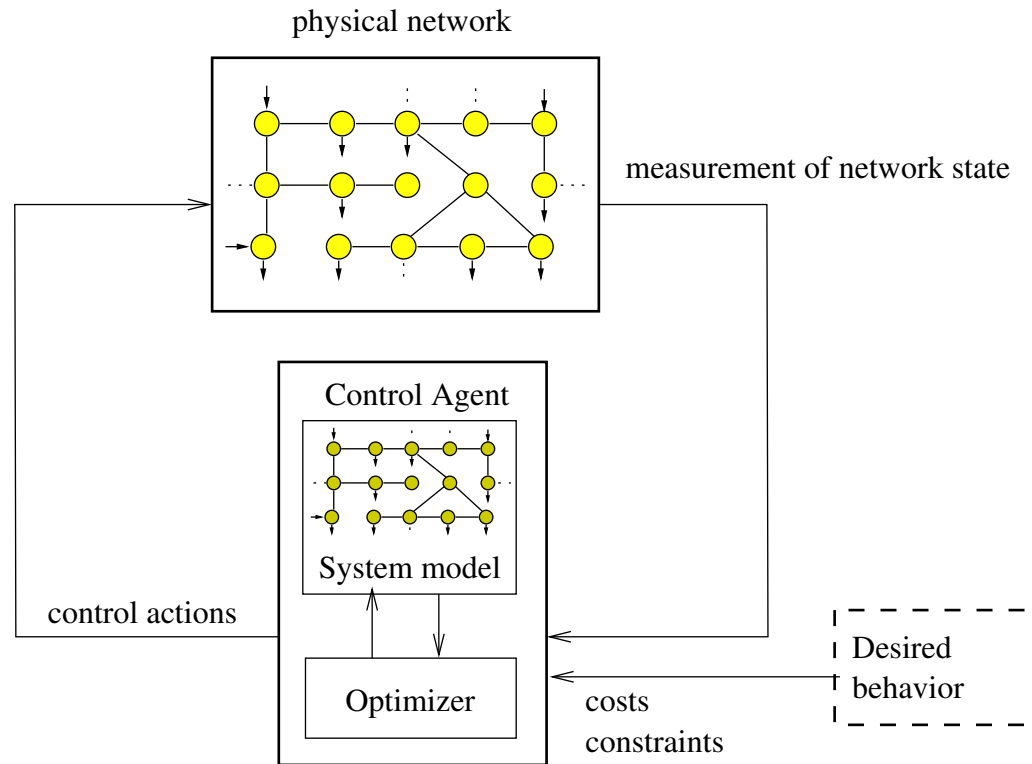 physical network
measurement of network state
Control Agent
System model
control actions
Optimizer
Desired
behavior
costs
constraints